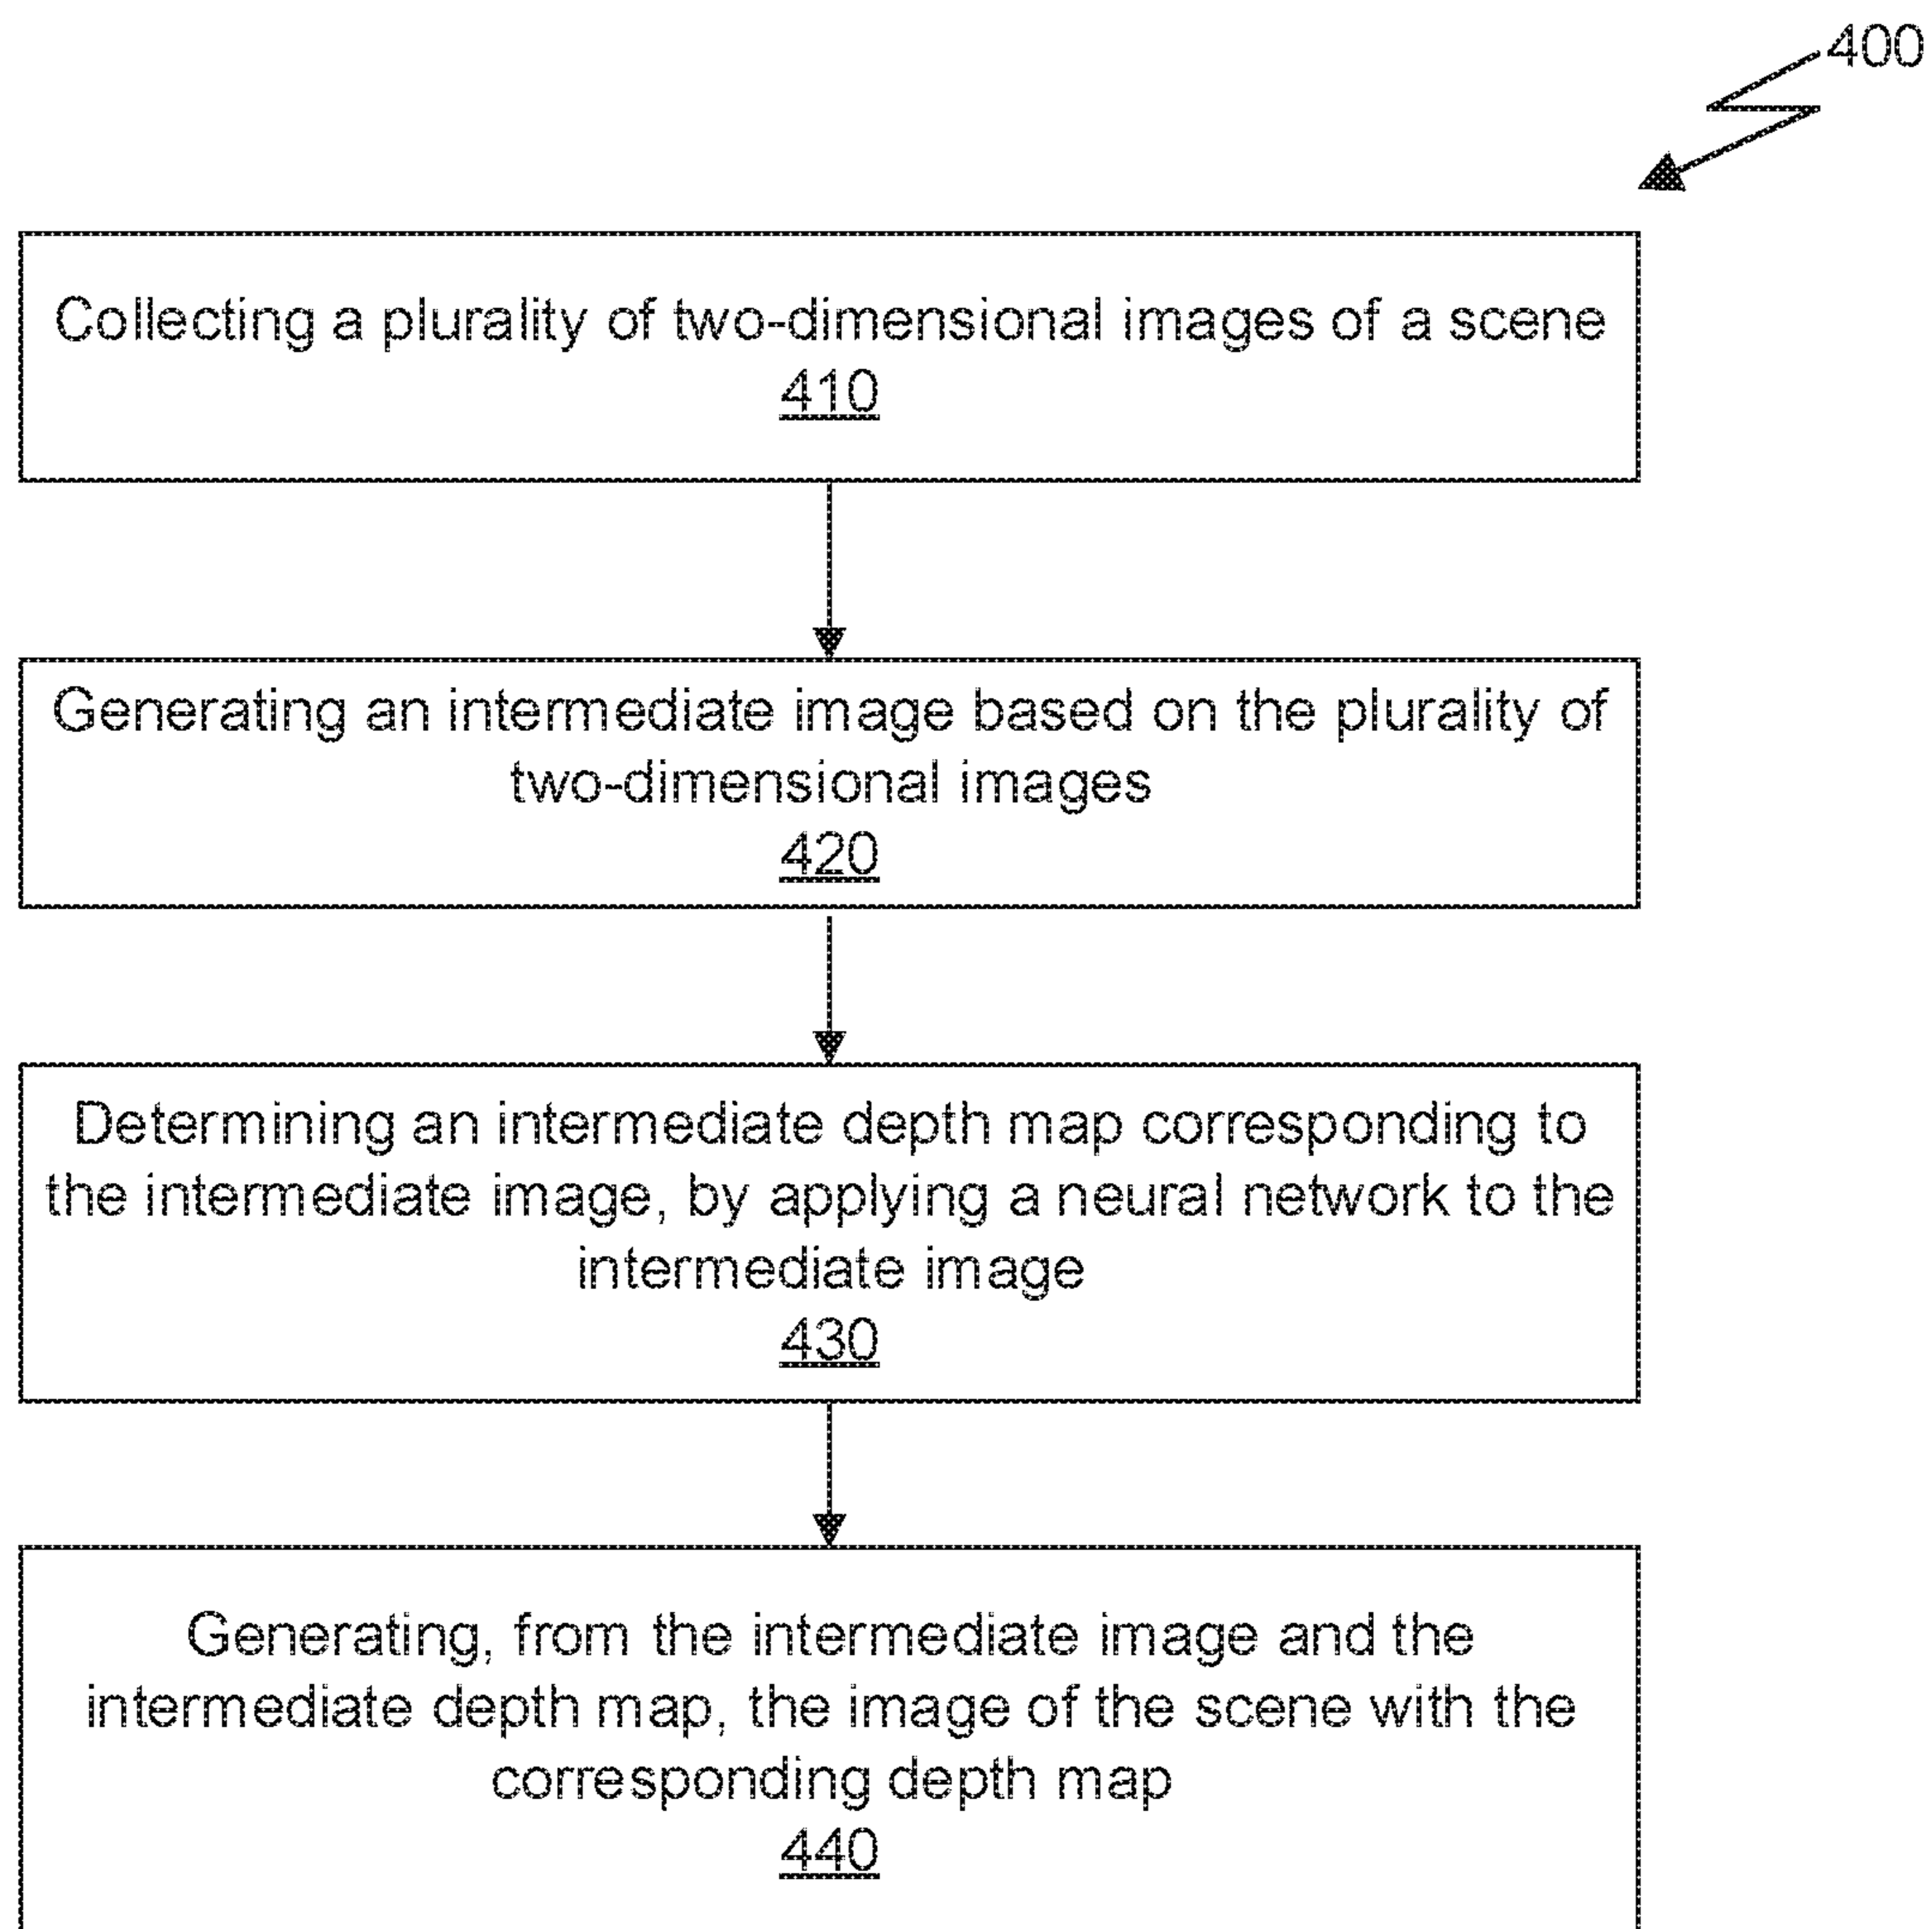 400
Collecting a plurality of two-dimensional images of a scene
410
Generating an intermediate image based on the plurality of
two-dimensional images
420
Determining an intermediate depth map corresponding to
the intermediate image, by applying a neural network to the
intermediate image
430
Generating, from the intermediate image and the
intermediate depth map, the image of the scene with the
corresponding depth map
440